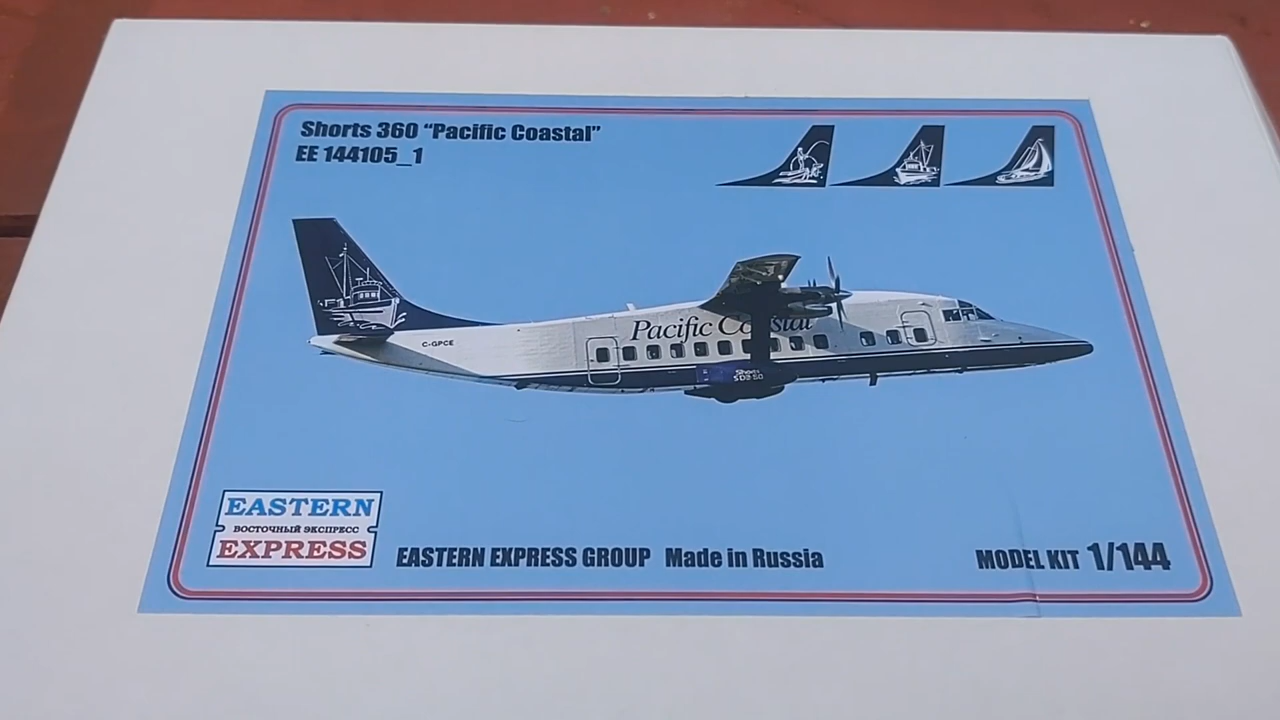 Shorts 360 “Pacific Coastal”
EE 144105_1
Pacific Coastal
C-GPCE
Shorts
EASTERN
ВОСТОЧНЫЙ ЭКСПРЕСС
EXPRESS
EASTERN EXPRESS GROUP Made in Russia
MODEL KIT 1/144